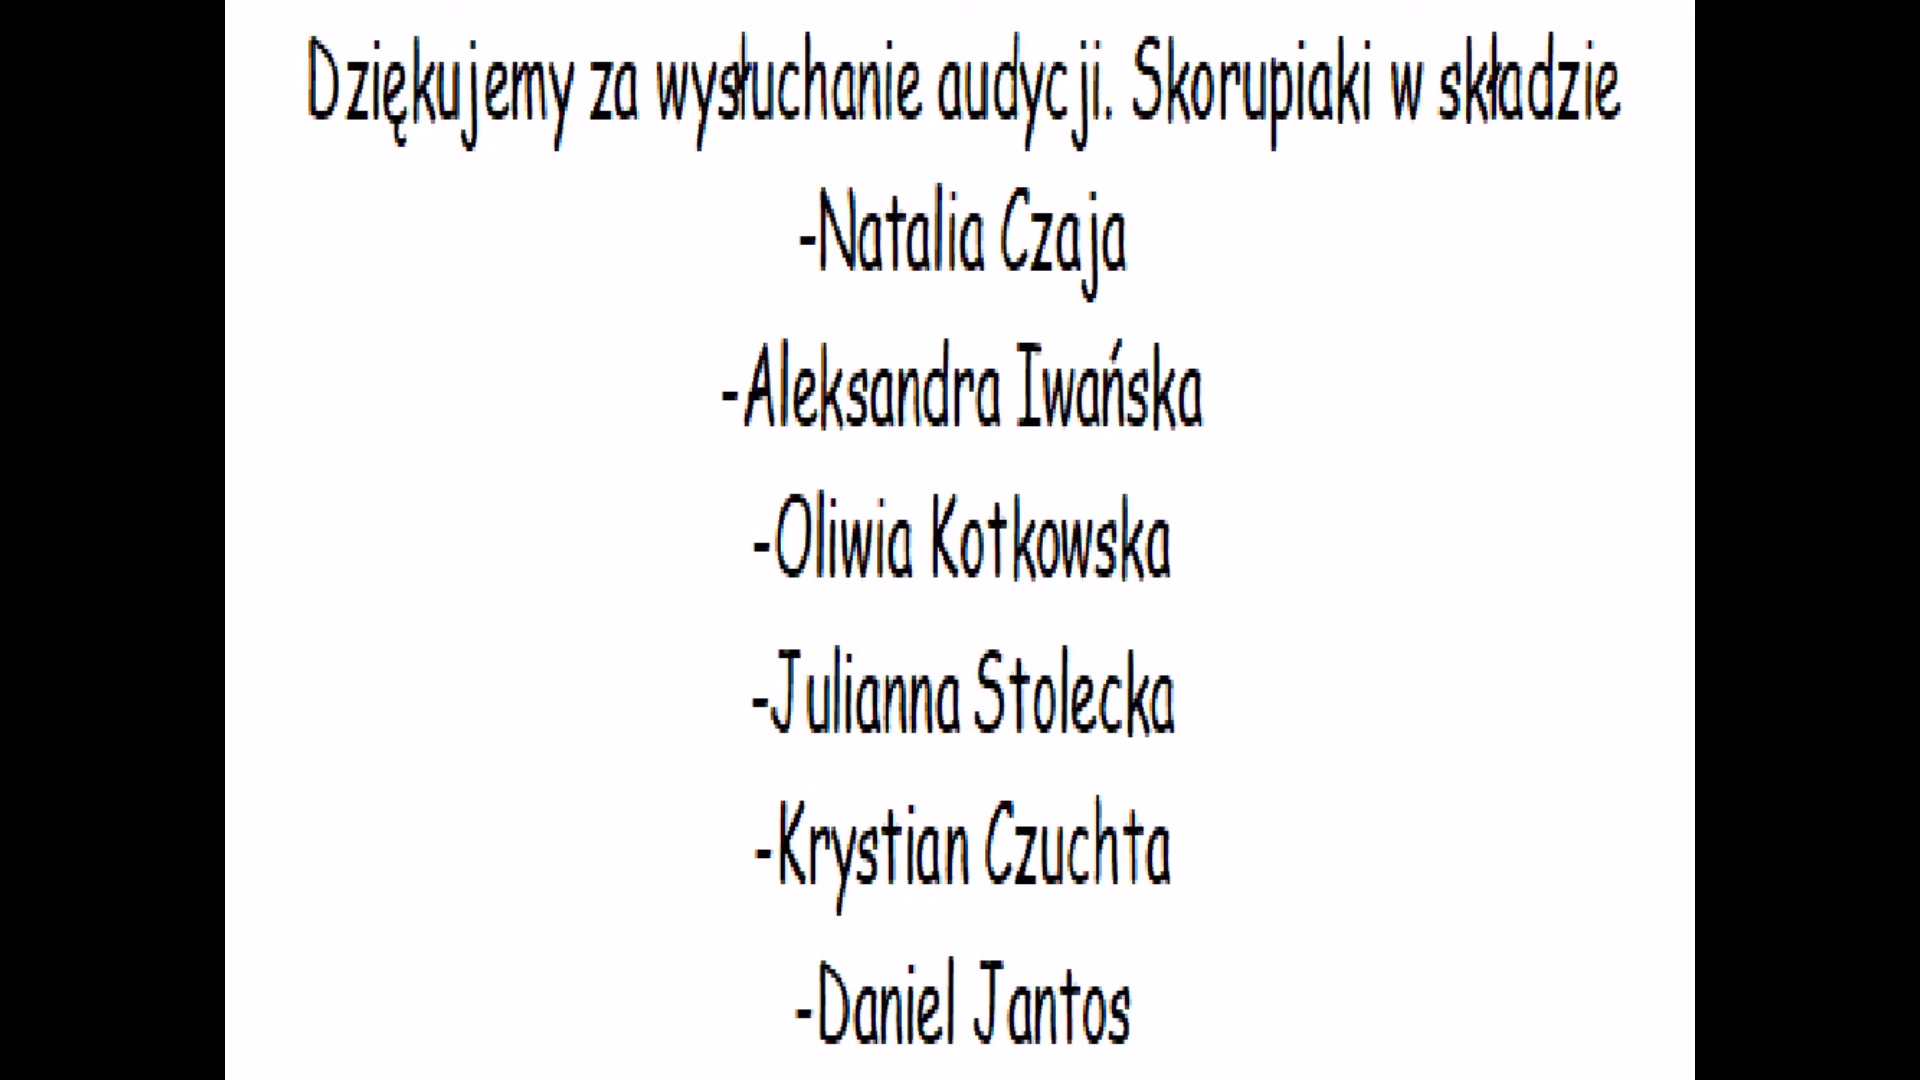 Dziękujemy za wysłuchanie audycji. Skorupiaki w składzie
-Natalia Czaja
-Aleksandra Iwańska
-Oliwia Kotkowska
-Julianna Stolecka
-Krystian Czuchta
-Daniel Jantos